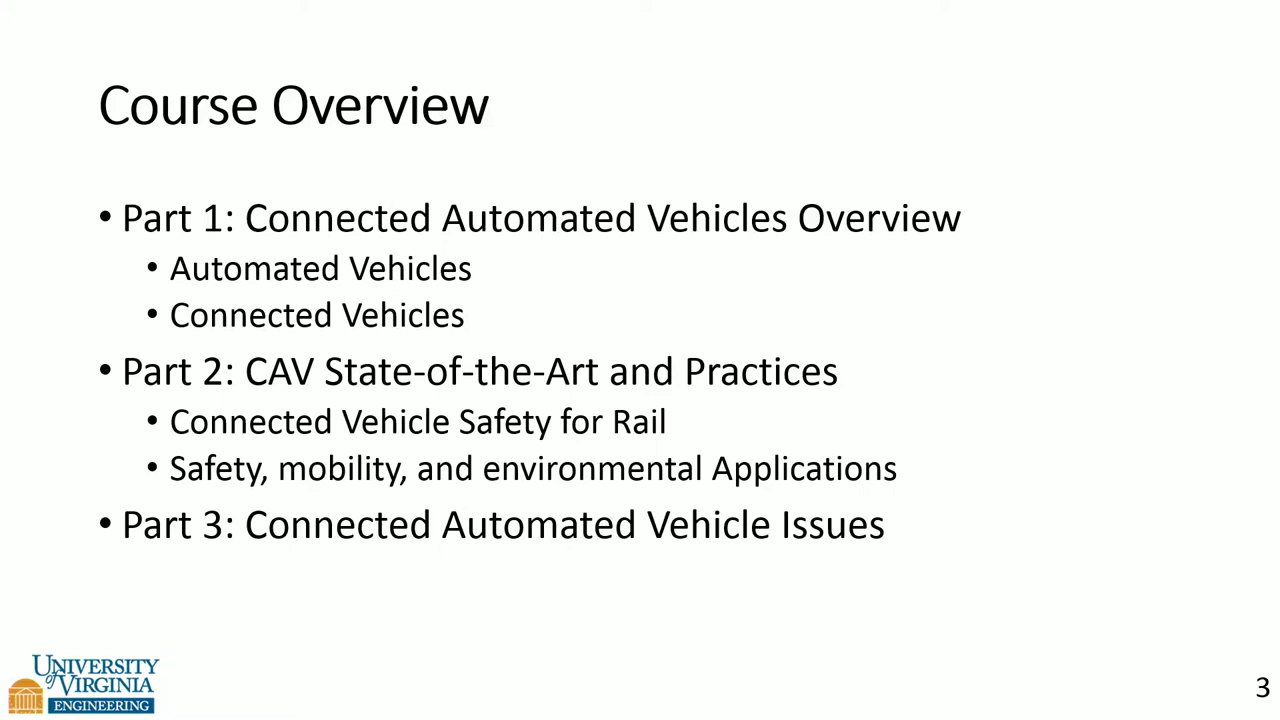 Course Overview
• Part 1: Connected Automated Vehicles Overview
• Automated Vehicles
• Connected Vehicles
• Part 2: CAV State-of-the-Art and Practices
• Connected Vehicle Safety for Rail
• Safety, mobility, and environmental Applications
• Part 3: Connected Automated Vehicle Issues
UNIVERSITY
of VIRGINIA
ENGINEERING
3